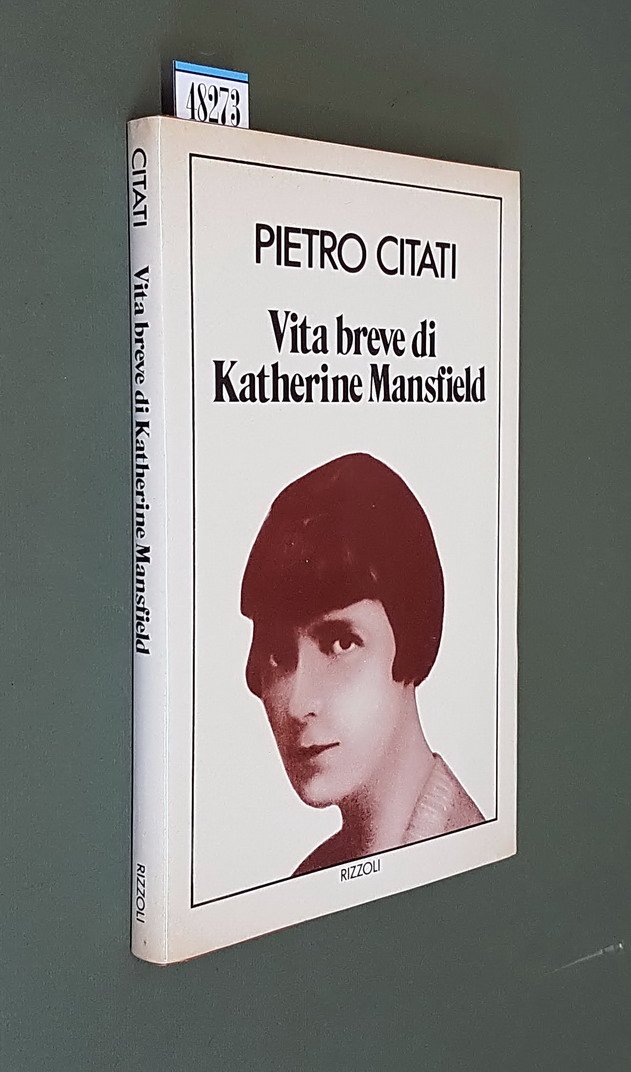 48273
PIETRO CITATI
Vita breve di
Katherine Mansfield
RIZZOLI
CITATI
Vita breve di Katherine Mansfield
RIZZOLI